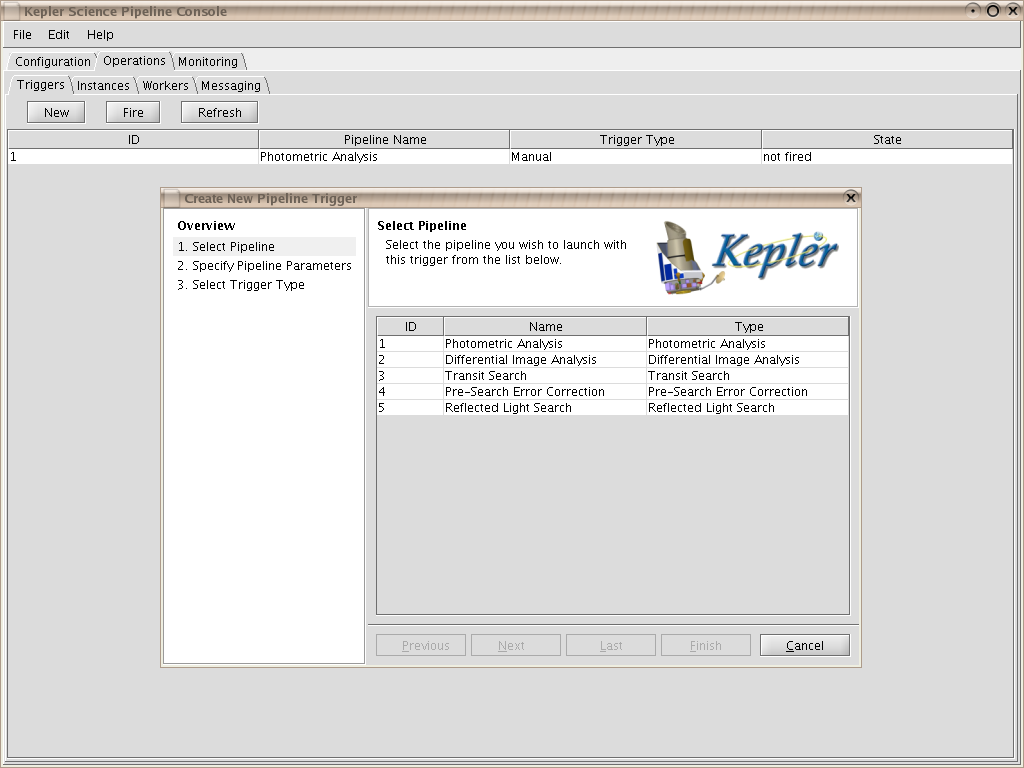 Kepler Science Pipeline Console
File Edit Help
Configuration Operations Monitoring
Triggers Instances Workers Messaging
New Fire Refresh
ID Pipeline Name Trigger Type State
1 Photometric Analysis Manual not fired
Create New Pipeline Trigger
Overview
1. Select Pipeline
2. Specify Pipeline Parameters
3. Select Trigger Type
Select Pipeline
Select the pipeline you wish to launch with
this trigger from the list below.
Kepler
ID Name Type
1 Photometric Analysis Photometric Analysis
2 Differential Image Analysis Differential Image Analysis
3 Transit Search Transit Search
4 Pre-Search Error Correction Pre-Search Error Correction
5 Reflected Light Search Reflected Light Search
Previous Next Last Finish Cancel